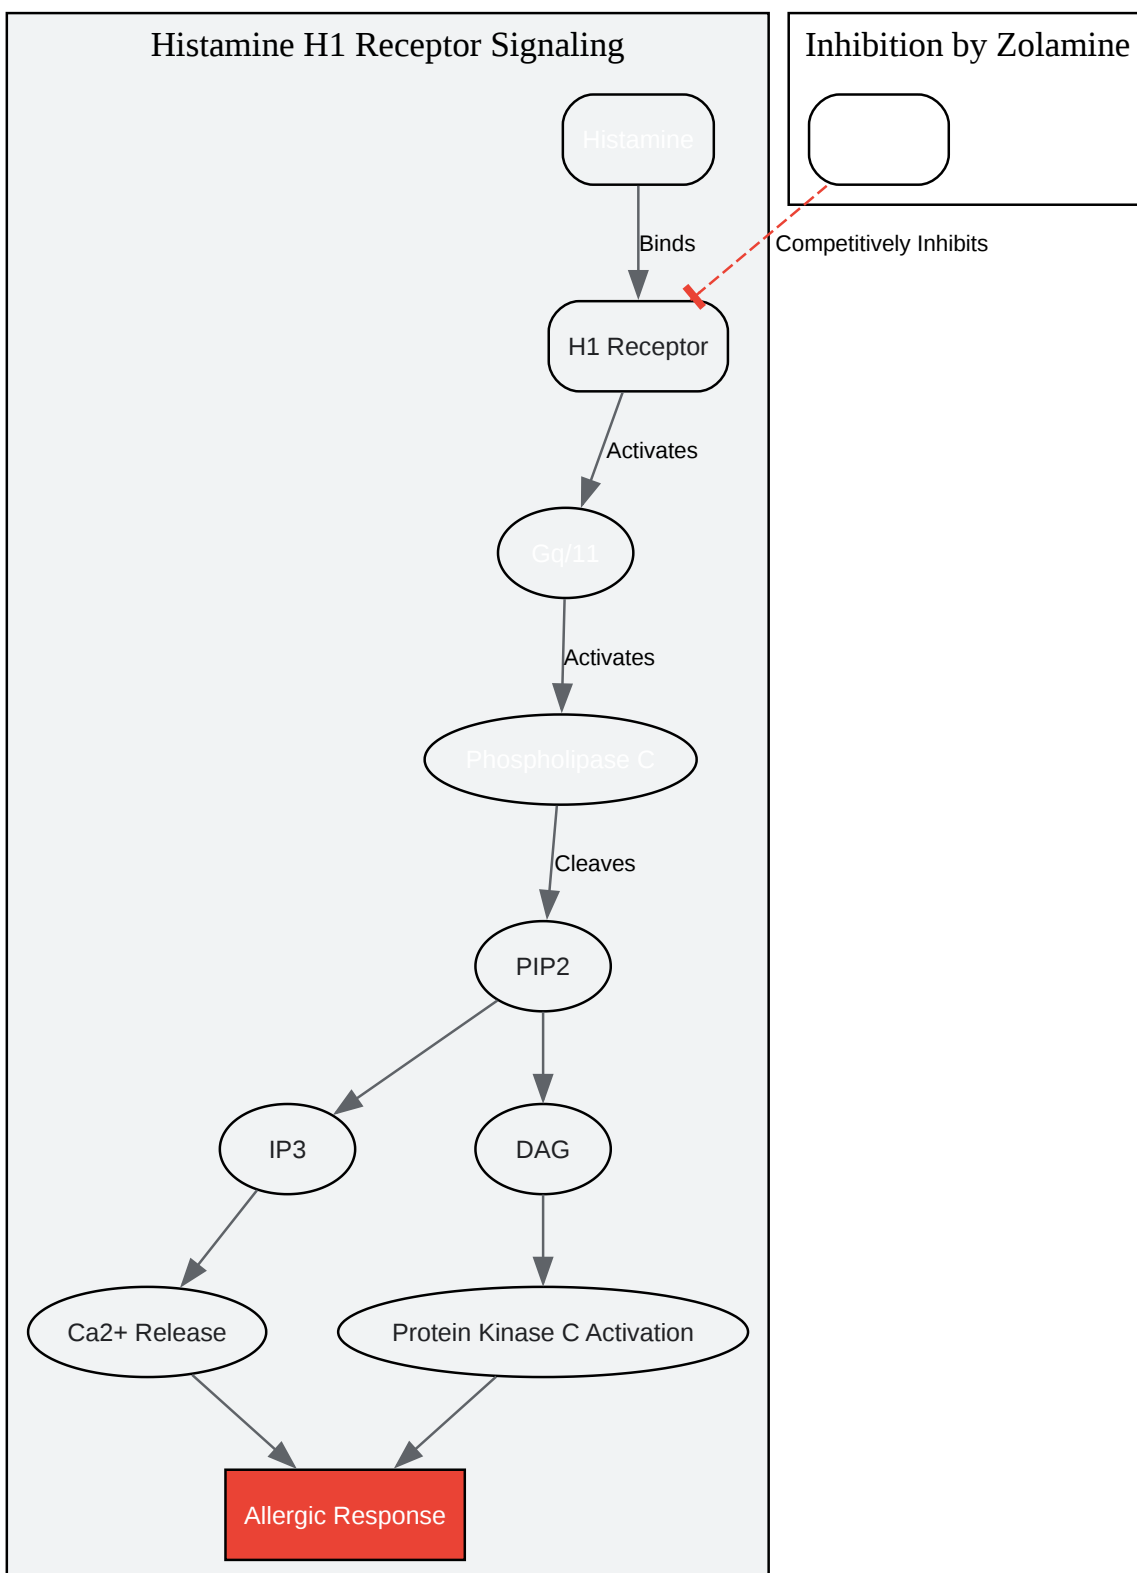 Histamine H1 Receptor Signaling
Inhibition by Zolamine
Histamine
Binds
Competitively Inhibits
H1 Receptor
Activates
Gq/11
Activates
Phospholipase C
Cleaves
PIP2
IP3
DAG
Ca2+ Release
Protein Kinase C Activation
Allergic Response